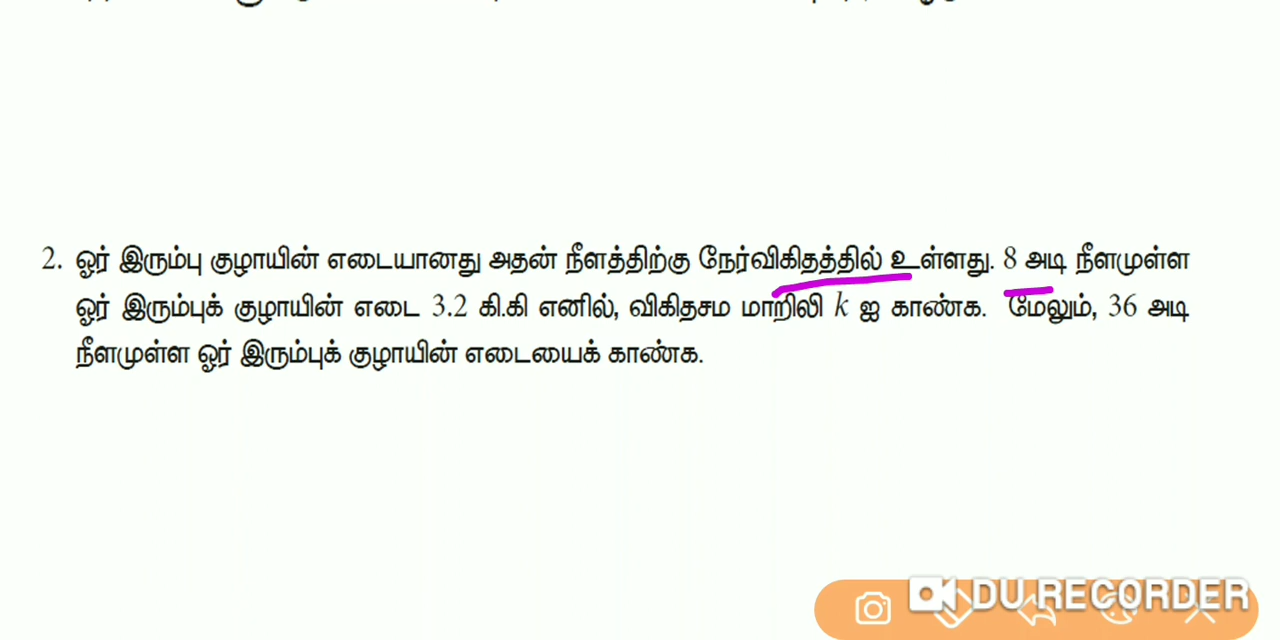 2. ஓர் இரும்பு குழாயின் எடையானது அதன் நீளத்திற்கு நேர்விகிதத்தில் உள்ளது. 8 அடி நீளமுள்ள
ஓர் இரும்புக் குழாயின் எடை 3.2 கி.கி எனில், விகிதசம மாறிலி k ஐ காண்க. மேலும், 36 அடி
நீளமுள்ள ஓர் இரும்புக் குழாயின் எடையைக் காண்க.
DU RECORDER